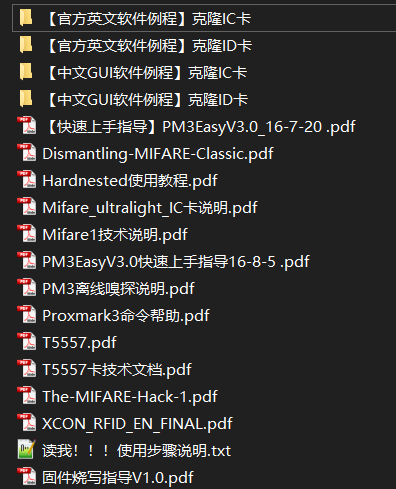 【官方英文软件例程】克隆IC卡
【官方英文软件例程】克隆ID卡
【中文GUI软件例程】克隆IC卡
【中文GUI软件例程】克隆ID卡
【快速上手指导】PM3EasyV3.0_16-7-20 .pdf
Dismantling-MIFARE-Classic.pdf
Hardnested使用教程.pdf
Mifare_ultralight_IC卡说明.pdf
Mifare1技术说明.pdf
PM3EasyV3.0快速上手指导16-8-5 .pdf
PM3离线嗅探说明.pdf
Proxmark3命令帮助.pdf
T5557.pdf
T5557卡技术文档.pdf
The-MIFARE-Hack-1.pdf
XCON_RFID_EN_FINAL.pdf
读我！！！使用步骤说明.txt
固件烧写指导V1.0.pdf